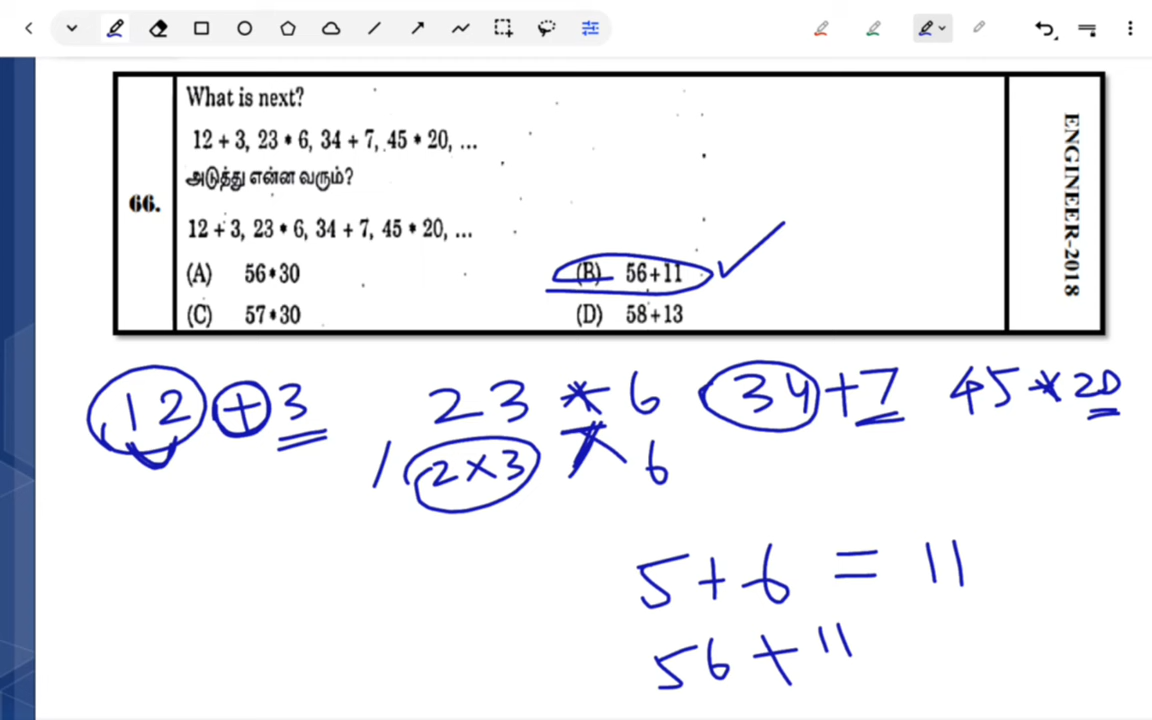 What is next?
12 + 3, 23 * 6, 34 + 7, 45 * 20, ...
அடுத்து என்ன வரும்?
66.
12 + 3, 23 * 6, 34 + 7, 45 * 20, ...
(A) 56*30 (B) 56+11
(C) 57*30 (D) 58+13
ENGINEER-2018
12 + 3 23 * 6 34 + 7 45 * 20
2×3 * 6
5 + 6 = 11
56 + 11